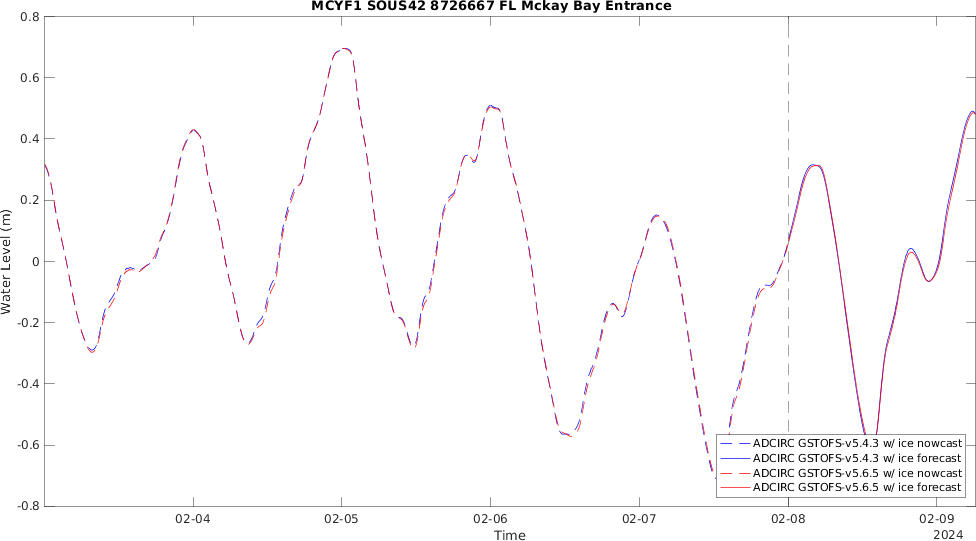 MCYF1 SOUS42 8726667 FL Mckay Bay Entrance
0.8
0.6
0.4
0.2
0
-0.2
-0.4
-0.6
-0.8
Water Level (m)
ADCIRC GSTOFS-v5.4.3 w/ ice nowcast
ADCIRC GSTOFS-v5.4.3 w/ ice forecast
ADCIRC GSTOFS-v5.6.5 w/ ice nowcast
ADCIRC GSTOFS-v5.6.5 w/ ice forecast
02-04 02-05 02-06 02-07 02-08 02-09
Time 2024